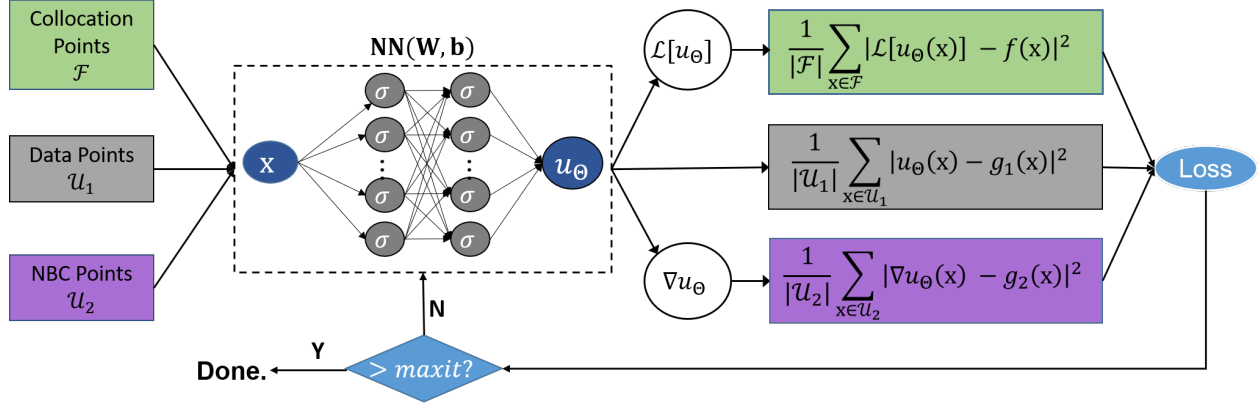 Collocation
Points
ℱ
Data Points
𝒰₁
NBC Points
𝒰₂
NN(W, b)
x
σ σ
σ σ
⋮ ⋮
σ σ
σ σ
u_Θ
ℒ[u_Θ]
∇u_Θ
1/|ℱ| ∑_{x∈ℱ} |ℒ[u_Θ(x)] − f(x)|²
1/|𝒰₁| ∑_{x∈𝒰₁} |u_Θ(x) − g₁(x)|²
1/|𝒰₂| ∑_{x∈𝒰₂} |∇u_Θ(x) − g₂(x)|²
Loss
> maxit?
N
Y
Done.